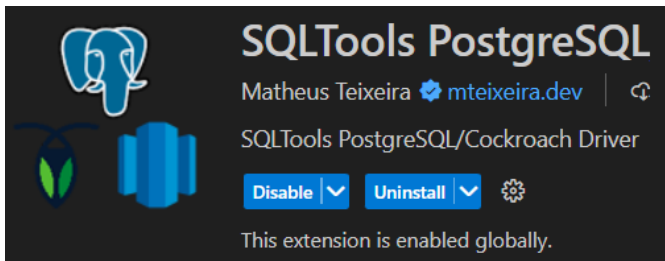 SQLTools PostgreSQL
Matheus Teixeira mteixeira.dev
SQLTools PostgreSQL/Cockroach Driver
Disable Uninstall
This extension is enabled globally.